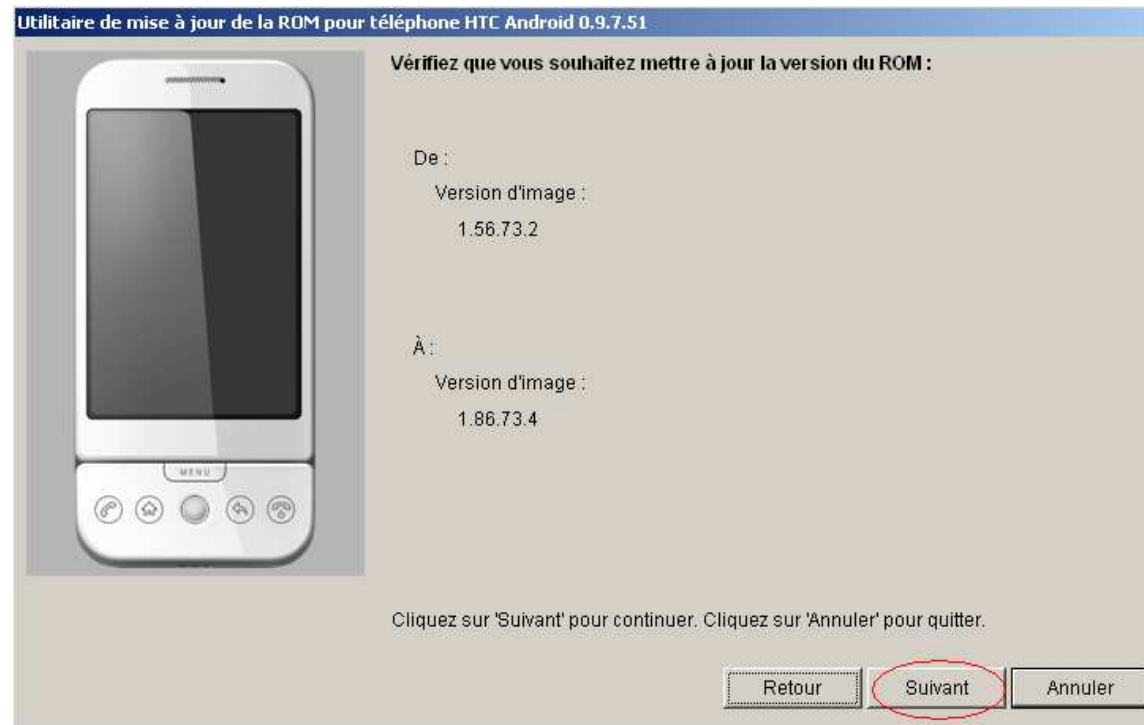 Utilitaire de mise à jour de la ROM pour téléphone HTC Android 0.9.7.51
Vérifiez que vous souhaitez mettre à jour la version du ROM :
De :
Version d'image :
1.56.73.2
À :
Version d'image :
1.86.73.4
MENU
Cliquez sur 'Suivant' pour continuer. Cliquez sur 'Annuler' pour quitter.
Retour
Suivant
Annuler